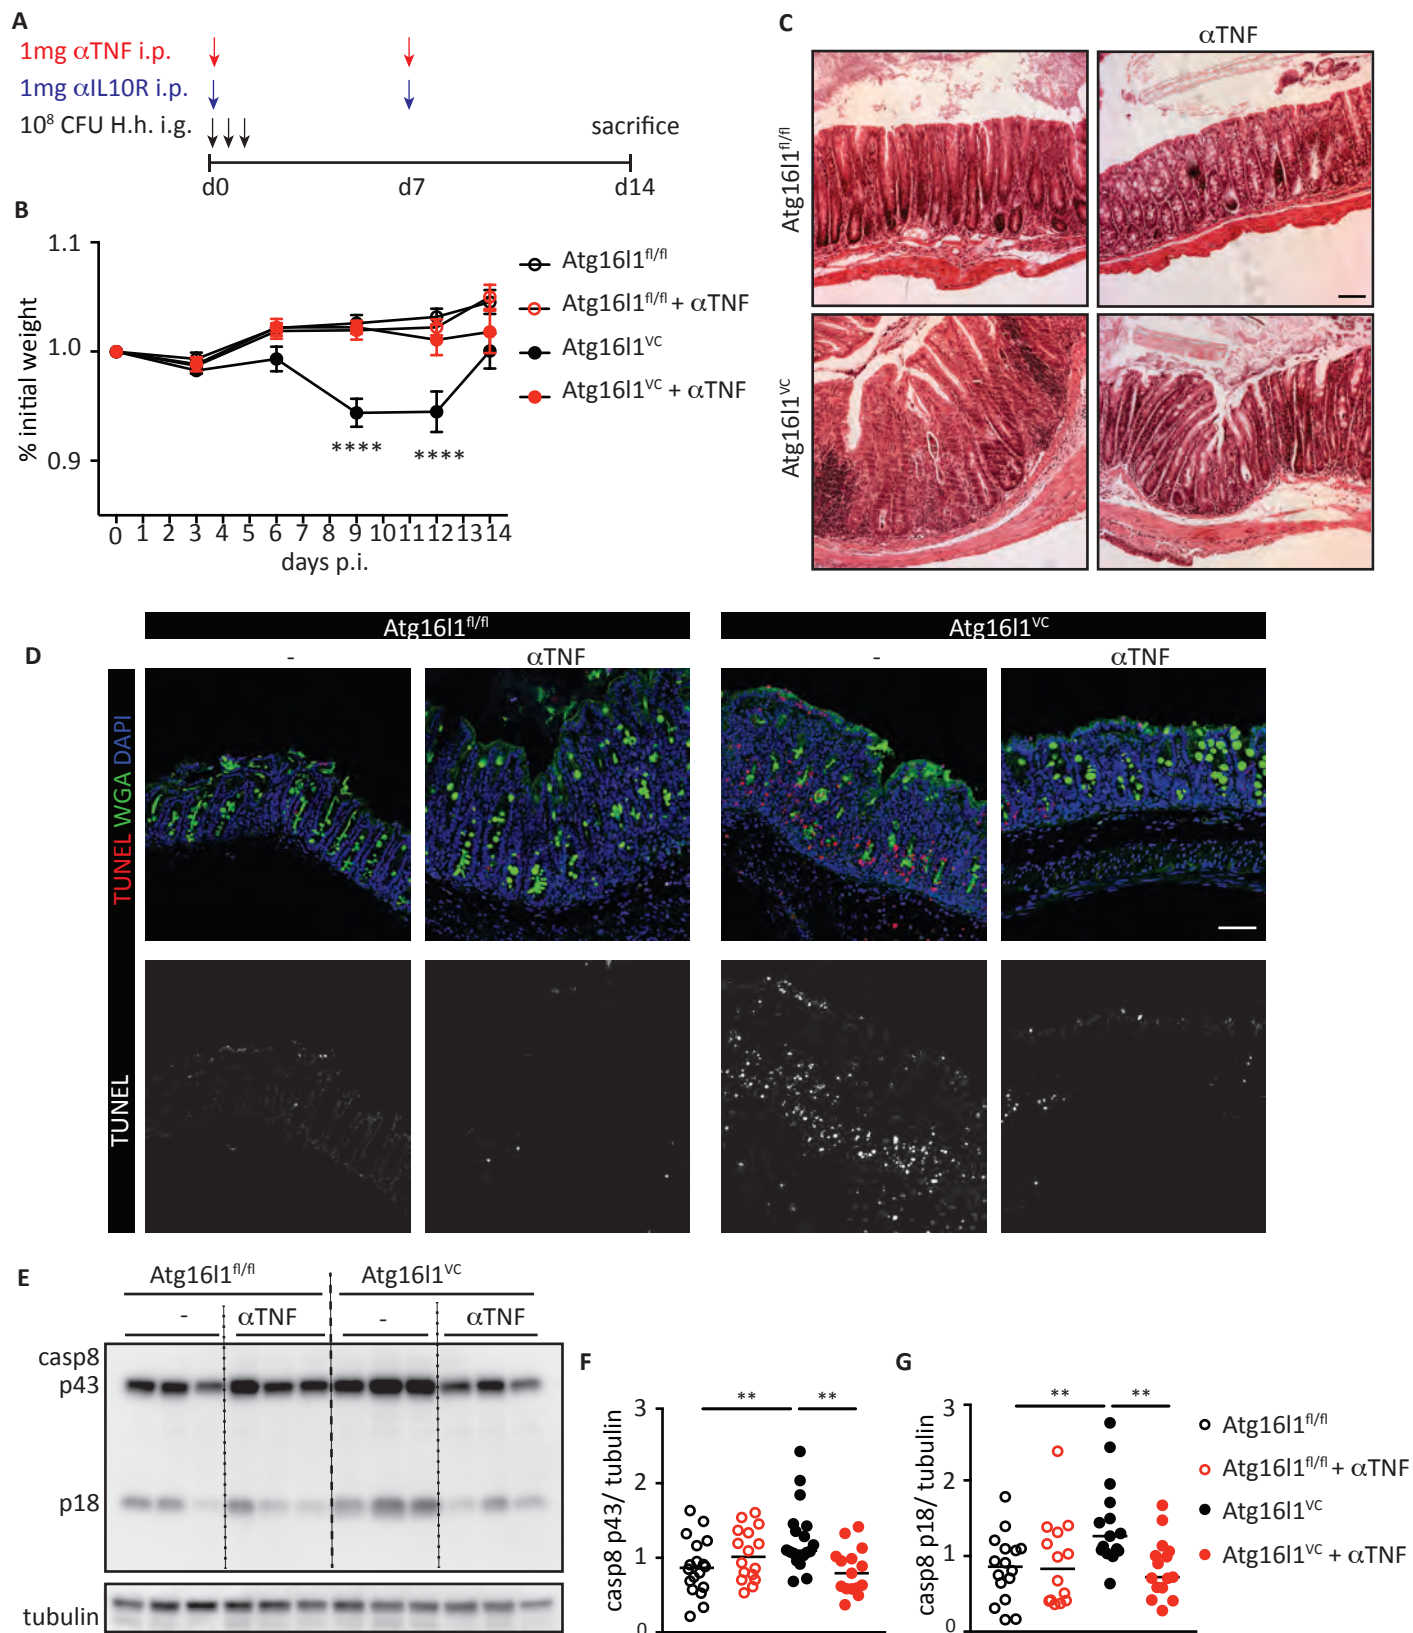 A
1mg αTNF i.p.
1mg αIL10R i.p.
10⁸ CFU H.h. i.g.
sacrifice
d0 d7 d14
B
% initial weight
1.1
1.0
0.9
**** ****
0 1 2 3 4 5 6 7 8 9 10 11 12 13 14
days p.i.
Atg16l1fl/fl
Atg16l1fl/fl + αTNF
Atg16l1VC
Atg16l1VC + αTNF
C
αTNF
Atg16l1fl/fl
Atg16l1VC
D
Atg16l1fl/fl Atg16l1VC
- αTNF - αTNF
TUNEL WGA DAPI
TUNEL
E
Atg16l1fl/fl Atg16l1VC
- αTNF - αTNF
casp8
p43
p18
tubulin
F
** **
casp8 p43/ tubulin
3
2
1
0
G
** **
casp8 p18/ tubulin
3
2
1
0
Atg16l1fl/fl
Atg16l1fl/fl + αTNF
Atg16l1VC
Atg16l1VC + αTNF